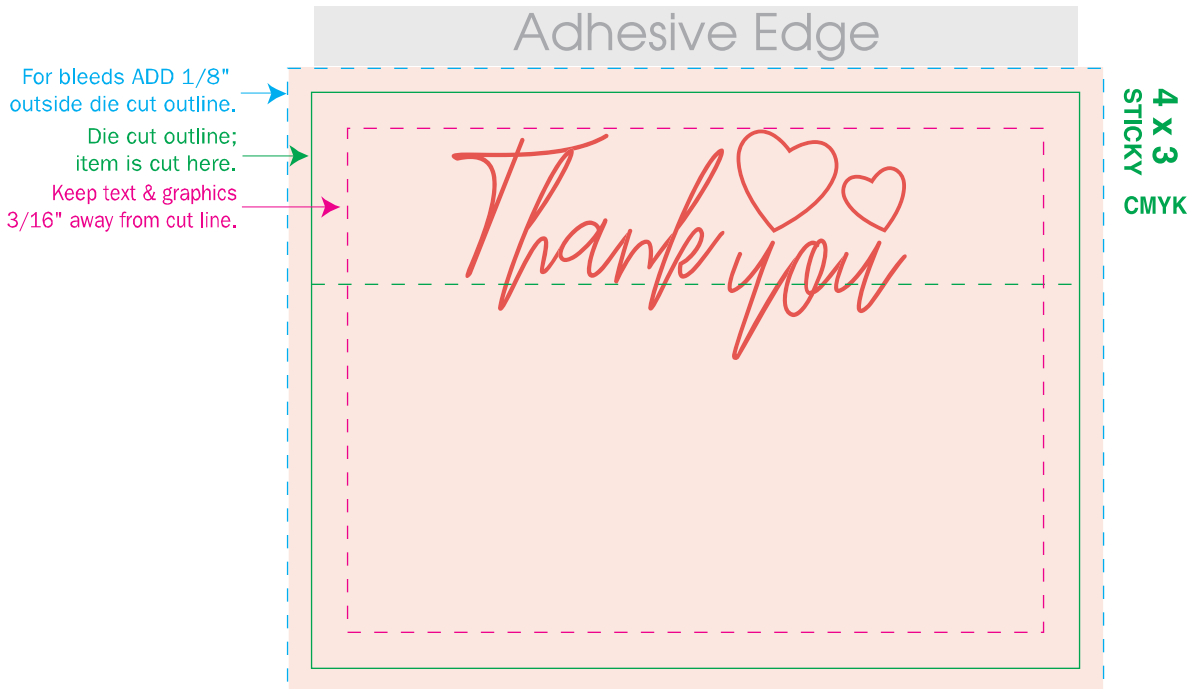 Adhesive Edge
For bleeds ADD 1/8"
outside die cut outline.
Die cut outline;
item is cut here.
Keep text & graphics
3/16" away from cut line.
Thank you
4 x 3
STICKY
CMYK